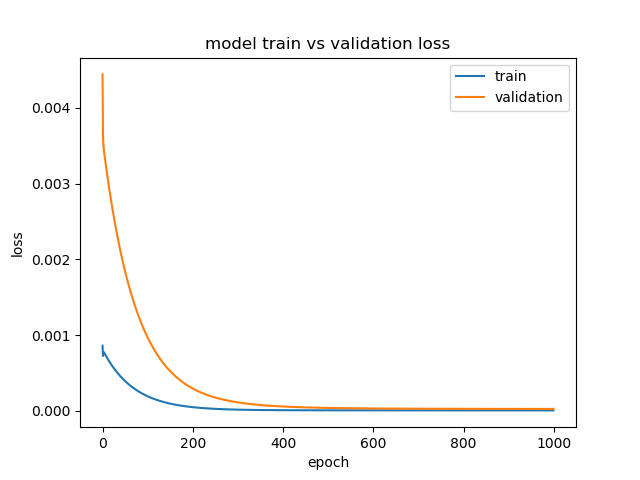 model train vs validation loss
train
validation
0.004
0.003
0.002
0.001
0.000
loss
0 200 400 600 800 1000
epoch